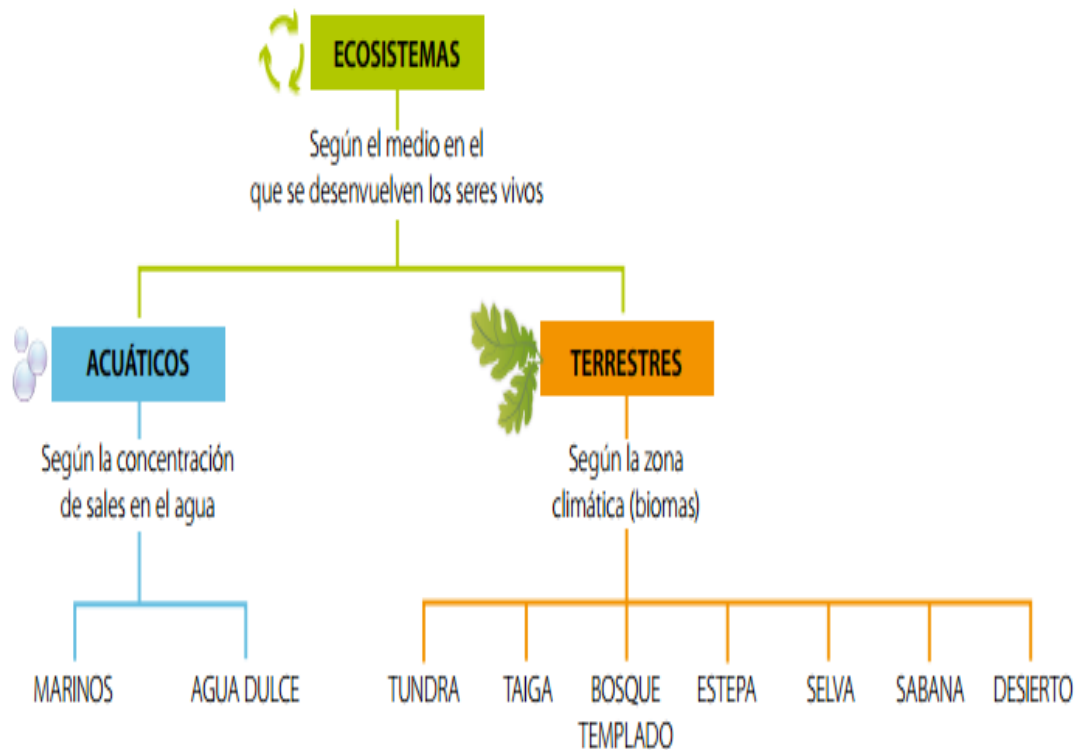 ECOSISTEMAS
Según el medio en el
que se desenvuelven los seres vivos
ACUÁTICOS
Según la concentración
de sales en el agua
MARINOS
AGUA DULCE
TERRESTRES
Según la zona
climática (biomas)
TUNDRA
TAIGA
BOSQUE
TEMPLADO
ESTEPA
SELVA
SABANA
DESIERTO